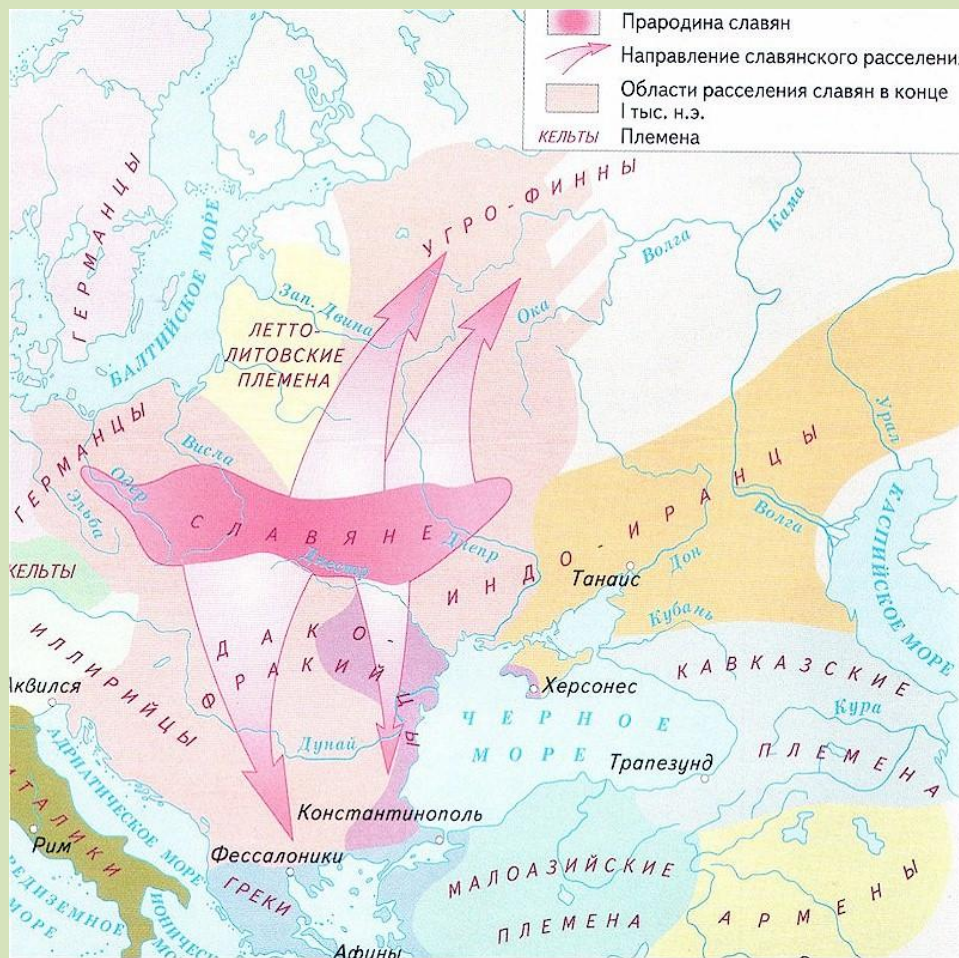 Прародина славян
Направление славянского расселения
Области расселения славян в конце
I тыс. н.э.
КЕЛЬТЫ Племена
ГЕРМАНЦЫ
БАЛТИЙСКОЕ МОРЕ
УГРО-ФИННЫ
Волга
Кама
Зап. Двина
Ока
ЛЕТТО-
ЛИТОВСКИЕ
ПЛЕМЕНА
Урал
ГЕРМАНЦЫ
Висла
Одер
Эльба
СЛАВЯНЕ
Днестр
Днепр
ИНДО-ИРАНЦЫ
Волга
Дон
Танаис
КАСПИЙСКОЕ МОРЕ
КЕЛЬТЫ
Кубань
ИЛЛИРИЙЦЫ
ДАКО-
ФРАКИЙЦЫ
КАВКАЗСКИЕ
ПЛЕМЕНА
Аквилея
Херсонес
Кура
ЧЕРНОЕ
МОРЕ
Дунай
Трапезунд
АДРИАТИЧЕСКОЕ МОРЕ
ИТАЛИКИ
Рим
Константинополь
Фессалоники
ГРЕКИ
МАЛОАЗИЙСКИЕ
ПЛЕМЕНА
АРМЕНЫ
МОРЕ
Афины